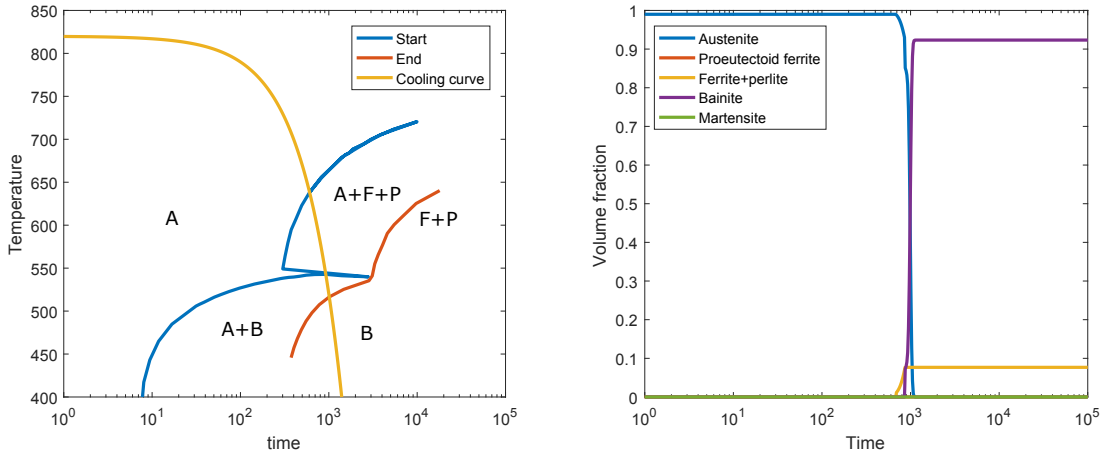 850
800
750
700
650
600
550
500
450
400
Temperature
10^0
10^1
10^2
10^3
10^4
10^5
time
Start
End
Cooling curve
A
A+F+P
F+P
A+B
B
1
0.9
0.8
0.7
0.6
0.5
0.4
0.3
0.2
0.1
0
Volume fraction
10^0
10^1
10^2
10^3
10^4
10^5
Time
Austenite
Proeutectoid ferrite
Ferrite+perlite
Bainite
Martensite